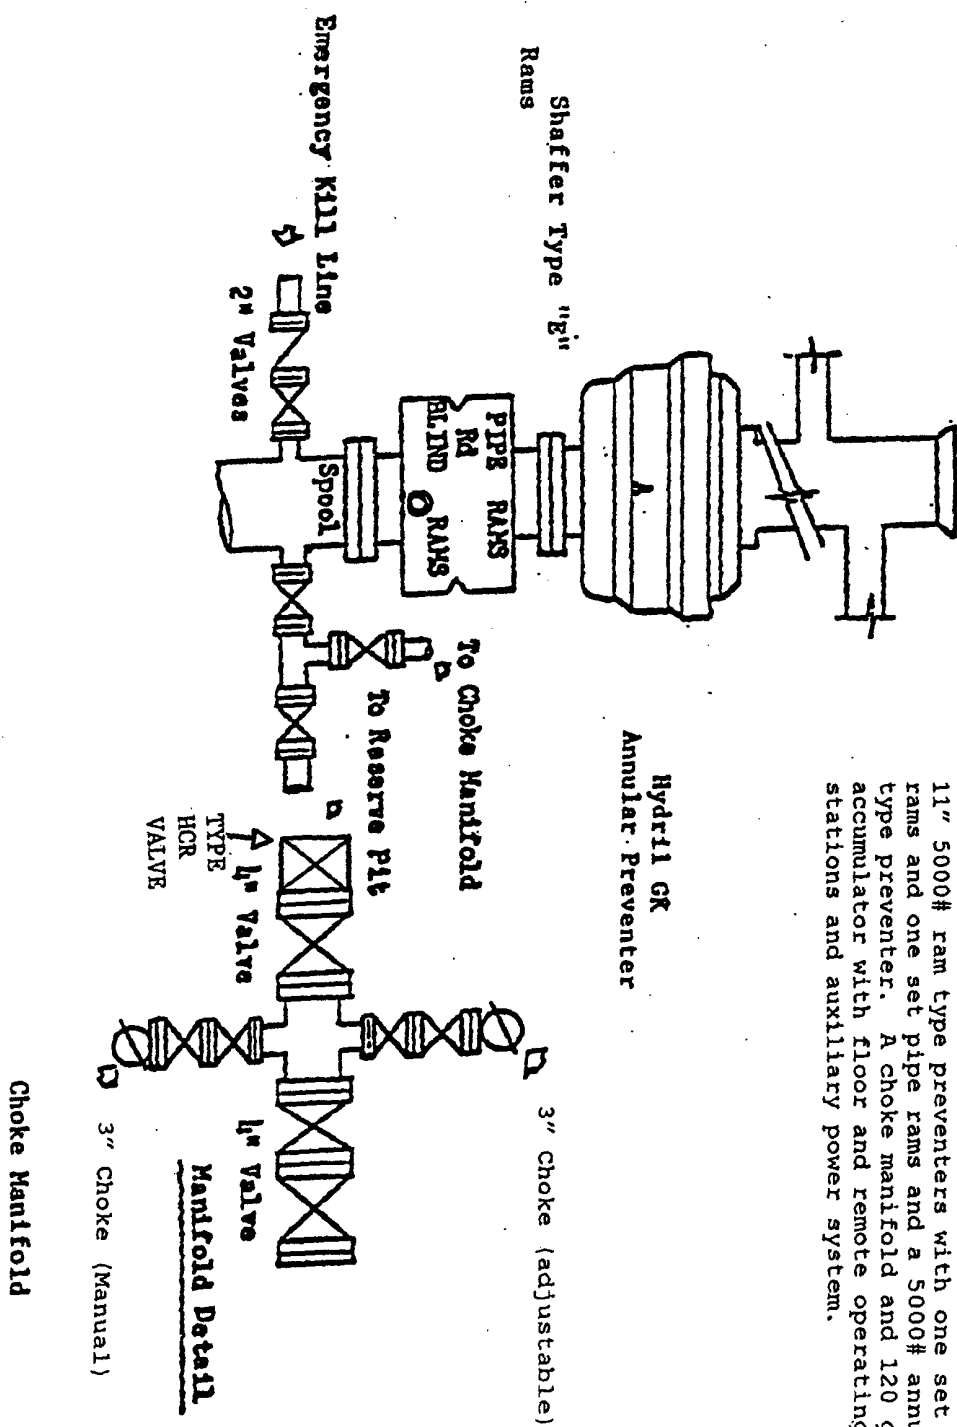 11" 5000# ram type preventers with one set
rams and one set pipe rams and a 5000# annu
type preventer. A choke manifold and 120
accumulator with floor and remote operating
stations and auxiliary power system.
Hydril GK
Annular Preventer
Shaffer Type "E"
Rams
PIPE RAMS
Rd
BLIND RAMS
To Choke Manifold
To Reserve Pit
Spool
Emergency Kill Line
2" Valves
TYPE
HCR
VALVE
4" Valve
4" Valve
3" Choke (adjustable)
3" Choke (Manual)
Manifold Detail
Choke Manifold